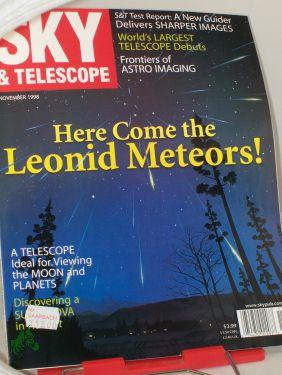 SKY
& TELESCOPE
NOVEMBER 1998
S&T Test Report: A New Guider
Delivers SHARPER IMAGES
World's LARGEST
TELESCOPE Debuts
Frontiers of
ASTRO IMAGING
Here Come the
Leonid Meteors!
A TELESCOPE
Ideal for Viewing
the MOON and
PLANETS
Discovering a
in
www.skypub.com
$3.99